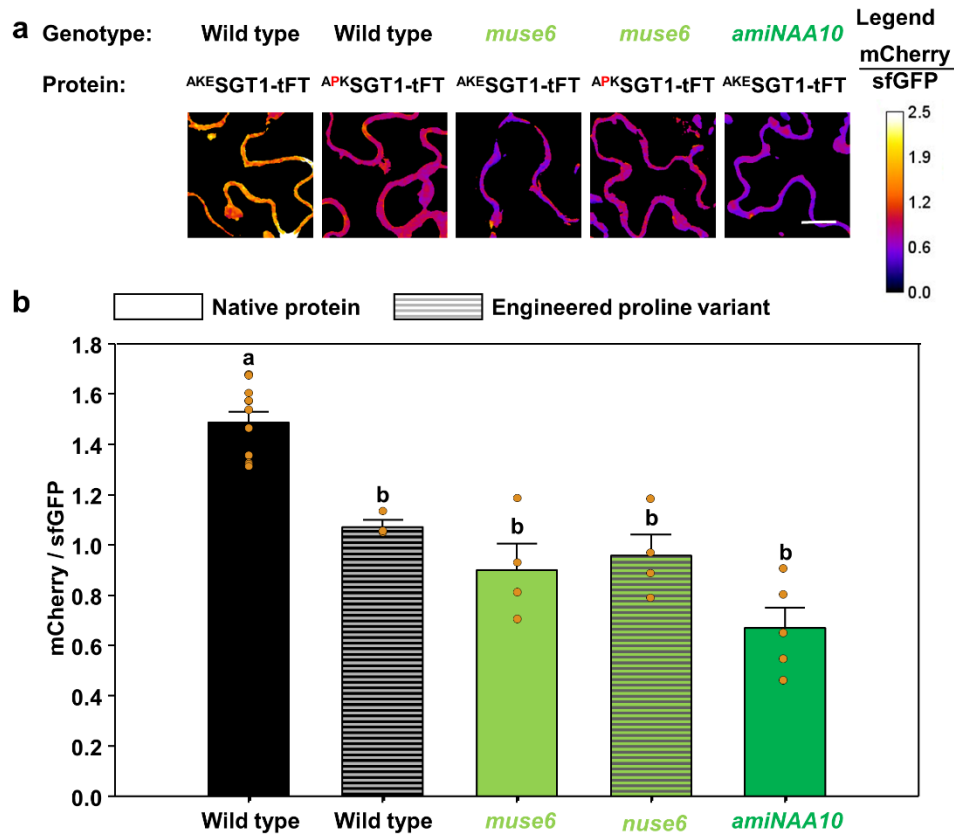 a Genotype: Wild type Wild type muse6 muse6 amiNAA10 Legend
Protein: AKESGT1-tFT APKSGT1-tFT AKESGT1-tFT APKSGT1-tFT AKESGT1-tFT mCherry
sfGFP
2.5
1.9
1.2
0.6
0.0
b Native protein Engineered proline variant
mCherry / sfGFP
1.8
1.6
1.4
1.2
1.0
0.8
0.6
0.4
0.2
0.0
a
b
b
b
b
Wild type Wild type muse6 nuse6 amiNAA10